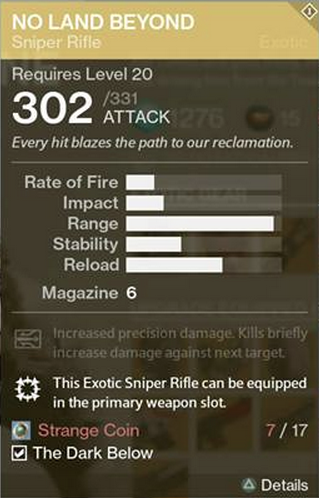 NO LAND BEYOND
Sniper Rifle Exotic
Requires Level 20
302 /331 ATTACK
Every hit blazes the path to our reclamation.
Rate of Fire
Impact
Range
Stability
Reload
Magazine 6
Increased precision damage. Kills briefly
increase damage against next target.
This Exotic Sniper Rifle can be equipped
in the primary weapon slot.
Strange Coin 7 / 17
The Dark Below
Details